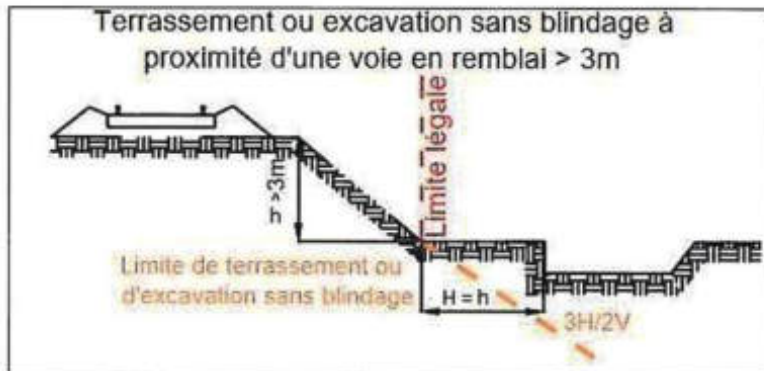 Terrassement ou excavation sans blindage à
proximité d'une voie en remblai > 3m
Limite légale
h >3m
Limite de terrassement ou
d'excavation sans blindage
H = h
3H/2V